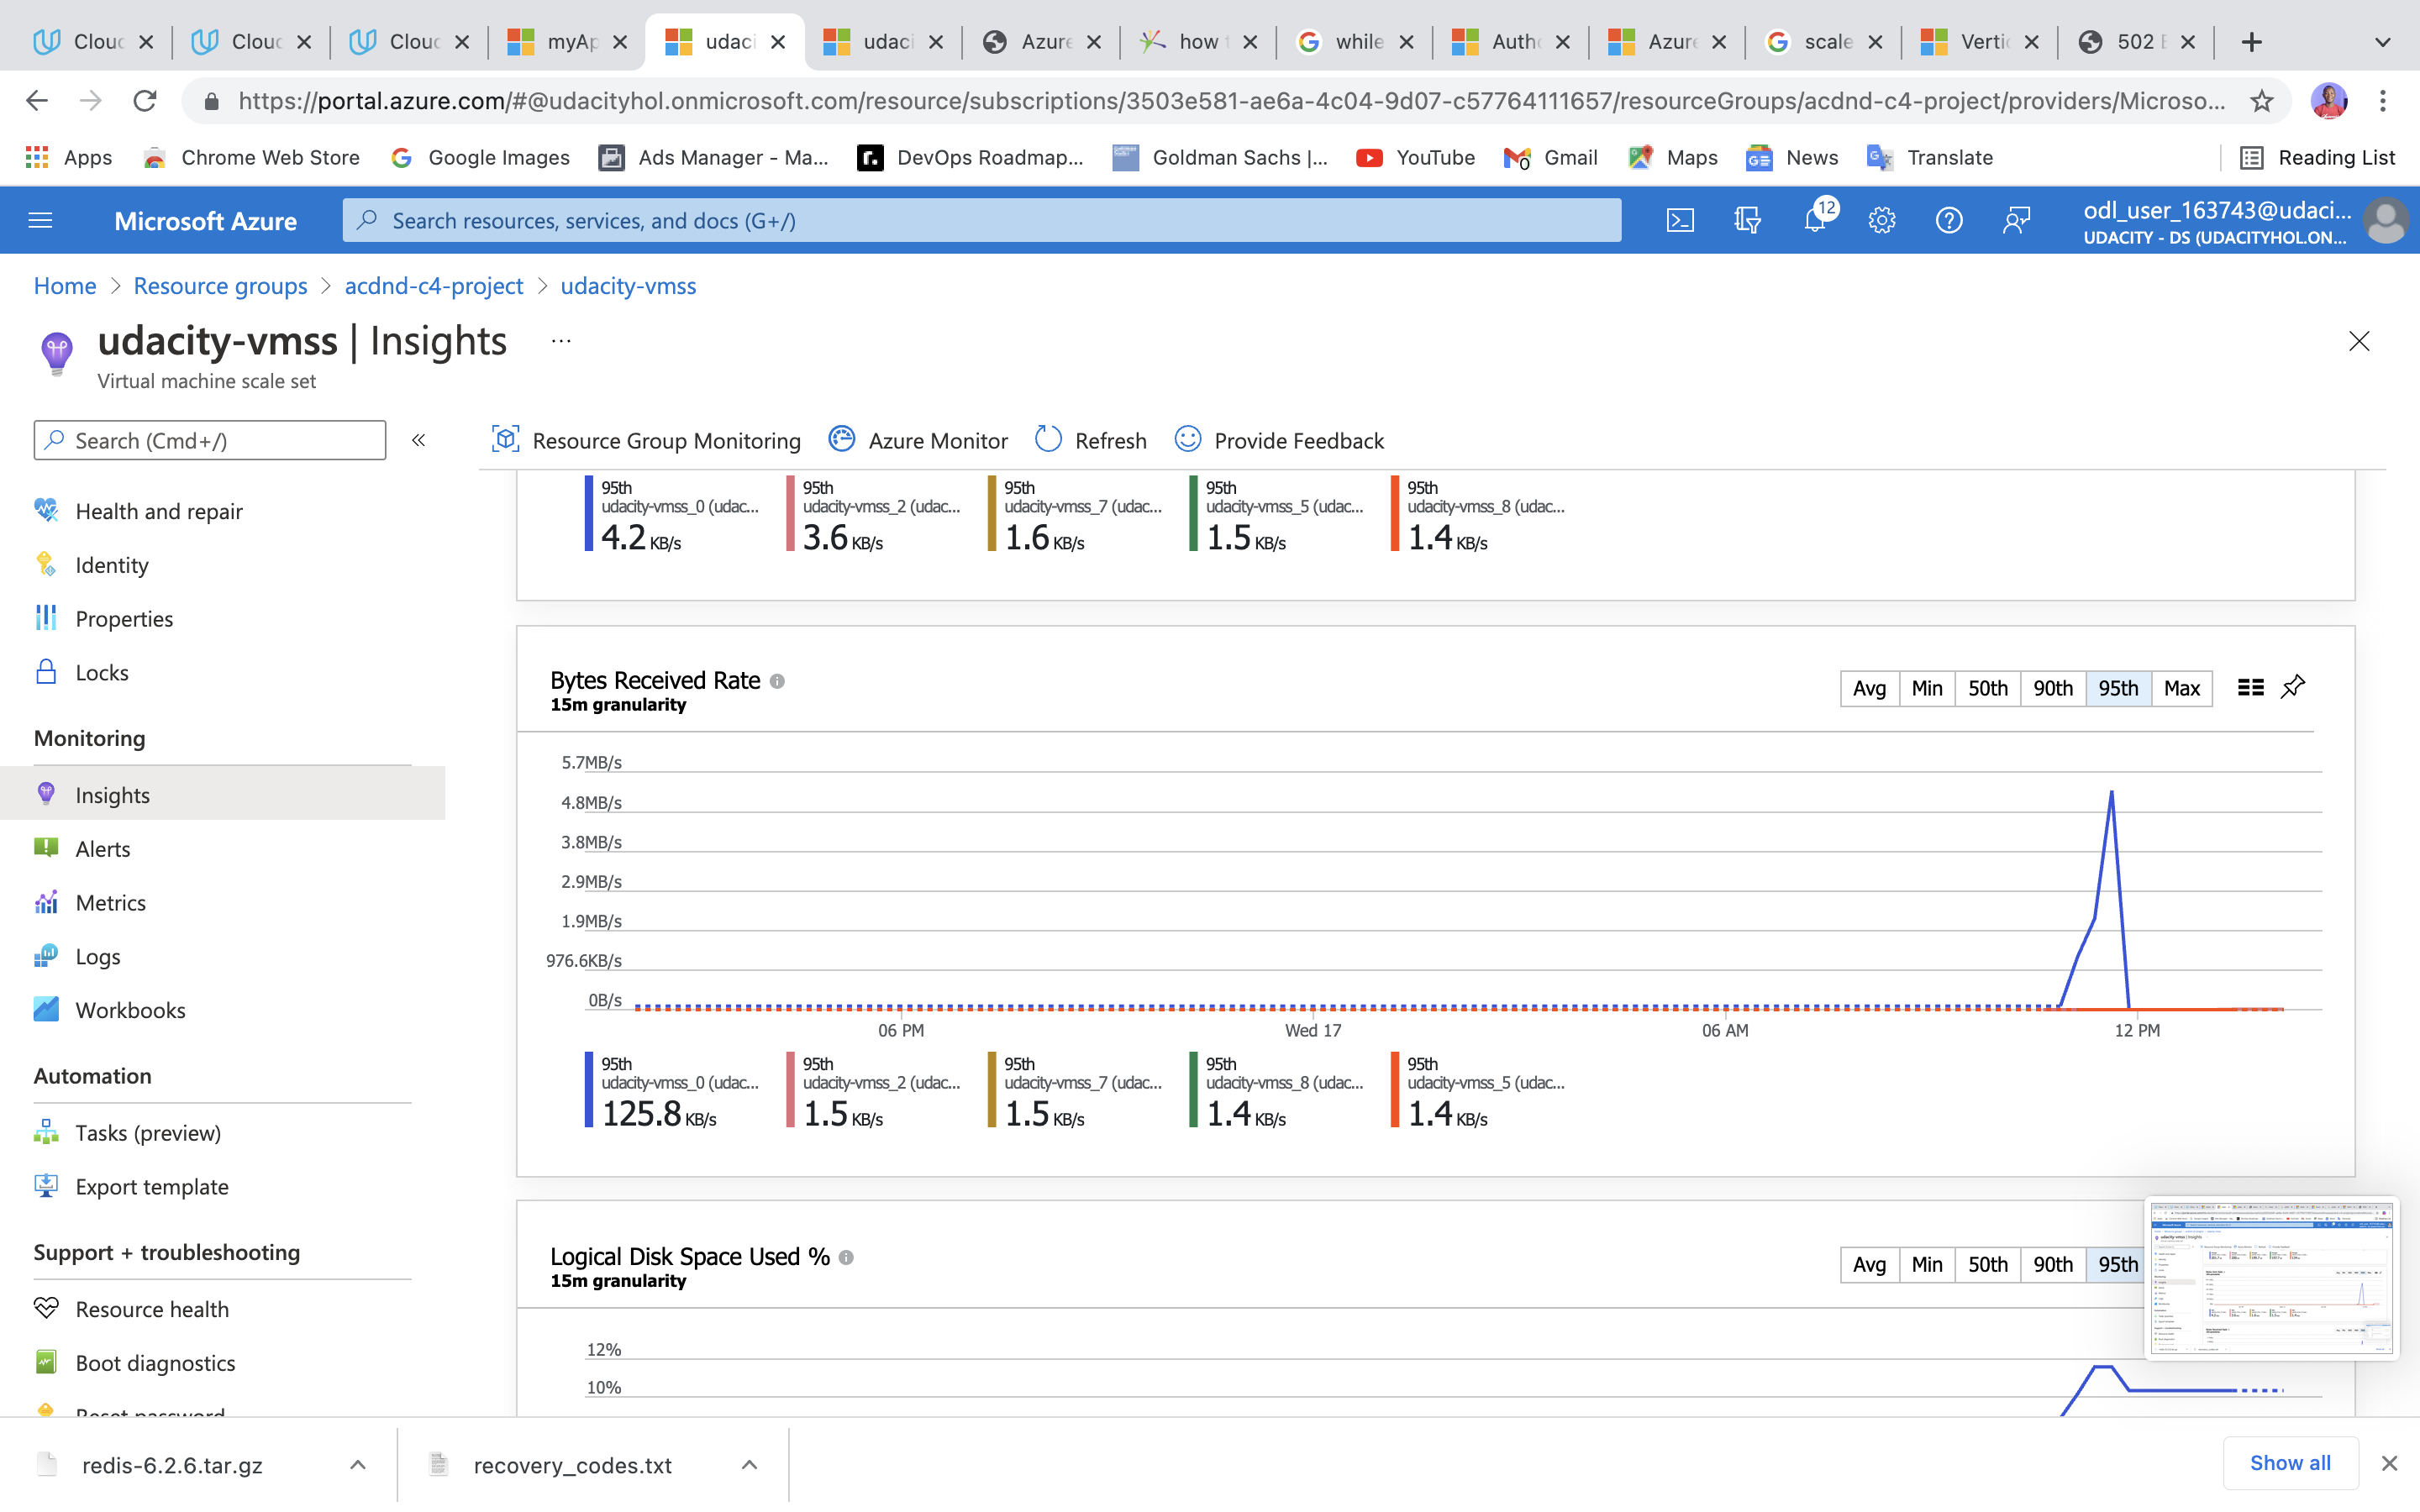 Clouc
Clouc
Clouc
myAp
udaci
udaci
Azure
how t
while
Autho
Azure
scale
Vertic
502 E
https://portal.azure.com/#@udacityhol.onmicrosoft.com/resource/subscriptions/3503e581-ae6a-4c04-9d07-c57764111657/resourceGroups/acdnd-c4-project/providers/Microso...
Apps
Chrome Web Store
Google Images
Ads Manager - Ma...
DevOps Roadmap...
Goldman Sachs |...
YouTube
Gmail
Maps
News
Translate
Reading List
Microsoft Azure
Search resources, services, and docs (G+/)
12
odl_user_163743@udaci...
UDACITY - DS (UDACITYHOL.ON...
Home > Resource groups > acdnd-c4-project > udacity-vmss
udacity-vmss | Insights ...
Virtual machine scale set
Search (Cmd+/)
«
Resource Group Monitoring
Azure Monitor
Refresh
Provide Feedback
Health and repair
Identity
Properties
Locks
Monitoring
Insights
Alerts
Metrics
Logs
Workbooks
Automation
Tasks (preview)
Export template
Support + troubleshooting
Resource health
Boot diagnostics
Reset password
95th
udacity-vmss_0 (udac...
4.2 KB/s
95th
udacity-vmss_2 (udac...
3.6 KB/s
95th
udacity-vmss_7 (udac...
1.6 KB/s
95th
udacity-vmss_5 (udac...
1.5 KB/s
95th
udacity-vmss_8 (udac...
1.4 KB/s
Bytes Received Rate
15m granularity
Avg Min 50th 90th 95th Max
5.7MB/s
4.8MB/s
3.8MB/s
2.9MB/s
1.9MB/s
976.6KB/s
0B/s
06 PM
Wed 17
06 AM
12 PM
95th
udacity-vmss_0 (udac...
125.8 KB/s
95th
udacity-vmss_2 (udac...
1.5 KB/s
95th
udacity-vmss_7 (udac...
1.5 KB/s
95th
udacity-vmss_8 (udac...
1.4 KB/s
95th
udacity-vmss_5 (udac...
1.4 KB/s
Logical Disk Space Used %
15m granularity
Avg Min 50th 90th 95th
12%
10%
redis-6.2.6.tar.gz
recovery_codes.txt
Show all